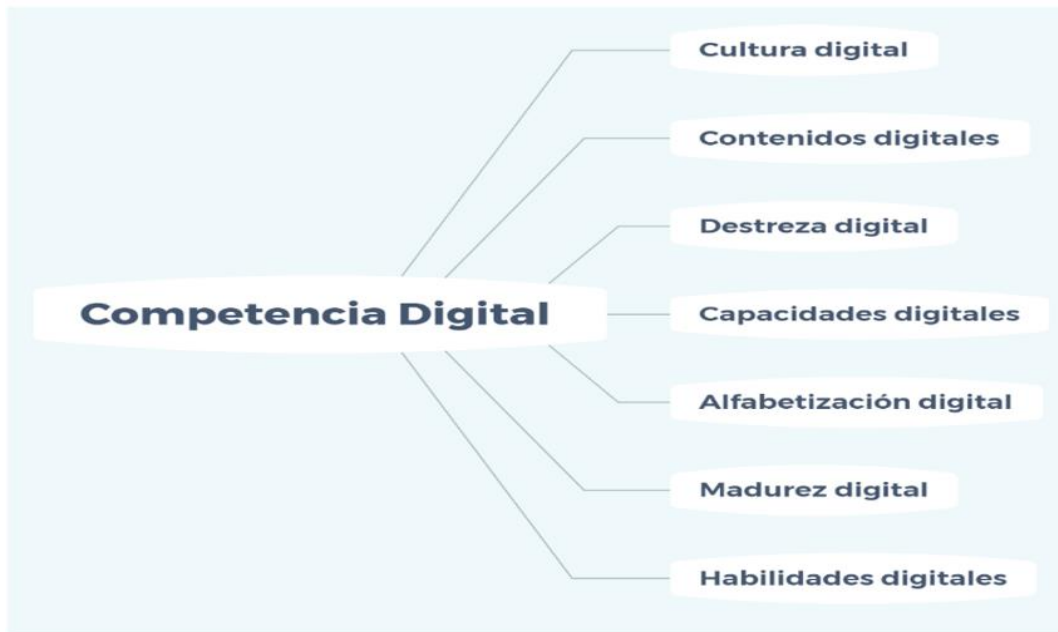 Competencia Digital
Cultura digital
Contenidos digitales
Destreza digital
Capacidades digitales
Alfabetización digital
Madurez digital
Habilidades digitales